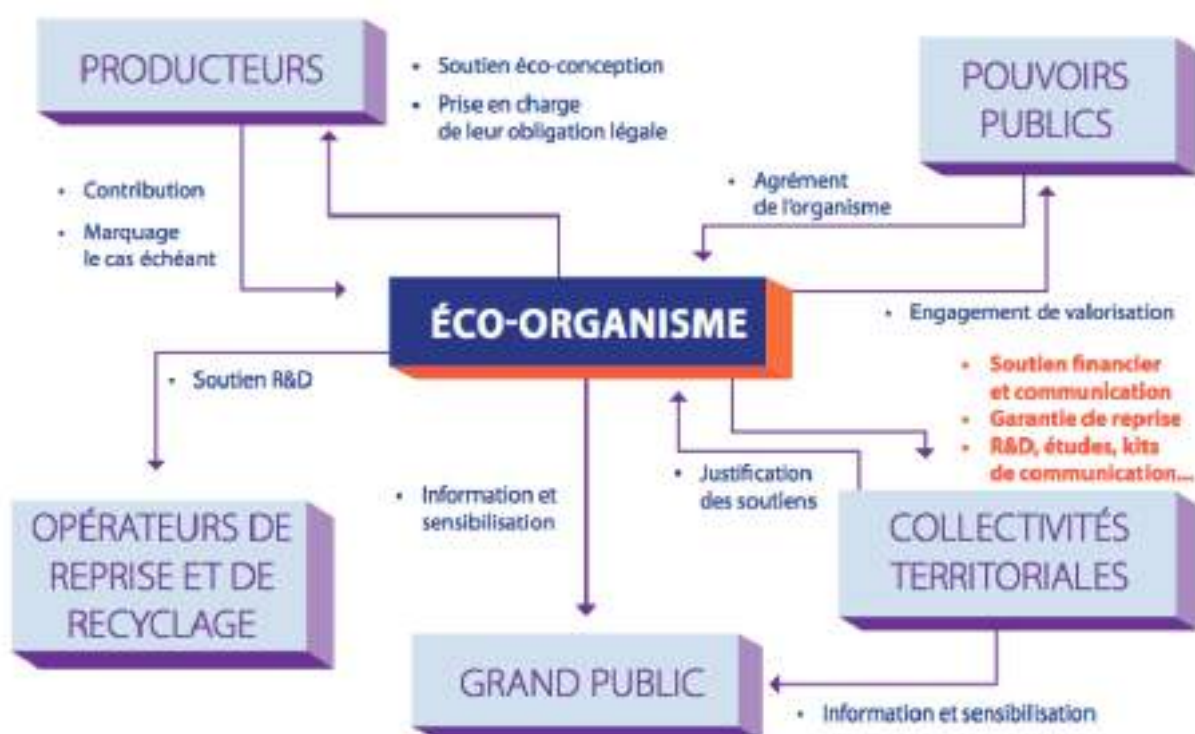 PRODUCTEURS
• Soutien éco-conception
• Prise en charge
de leur obligation légale
POUVOIRS
PUBLICS
• Contribution
• Marquage
le cas échéant
• Agrément
de l'organisme
ÉCO-ORGANISME
• Engagement de valorisation
• Soutien R&D
• Soutien financier
et communication
• Garantie de reprise
• R&D, études, kits
de communication...
• Justification
des soutiens
• Information et
sensibilisation
OPÉRATEURS DE
REPRISE ET DE
RECYCLAGE
COLLECTIVITÉS
TERRITORIALES
GRAND PUBLIC
• Information et sensibilisation